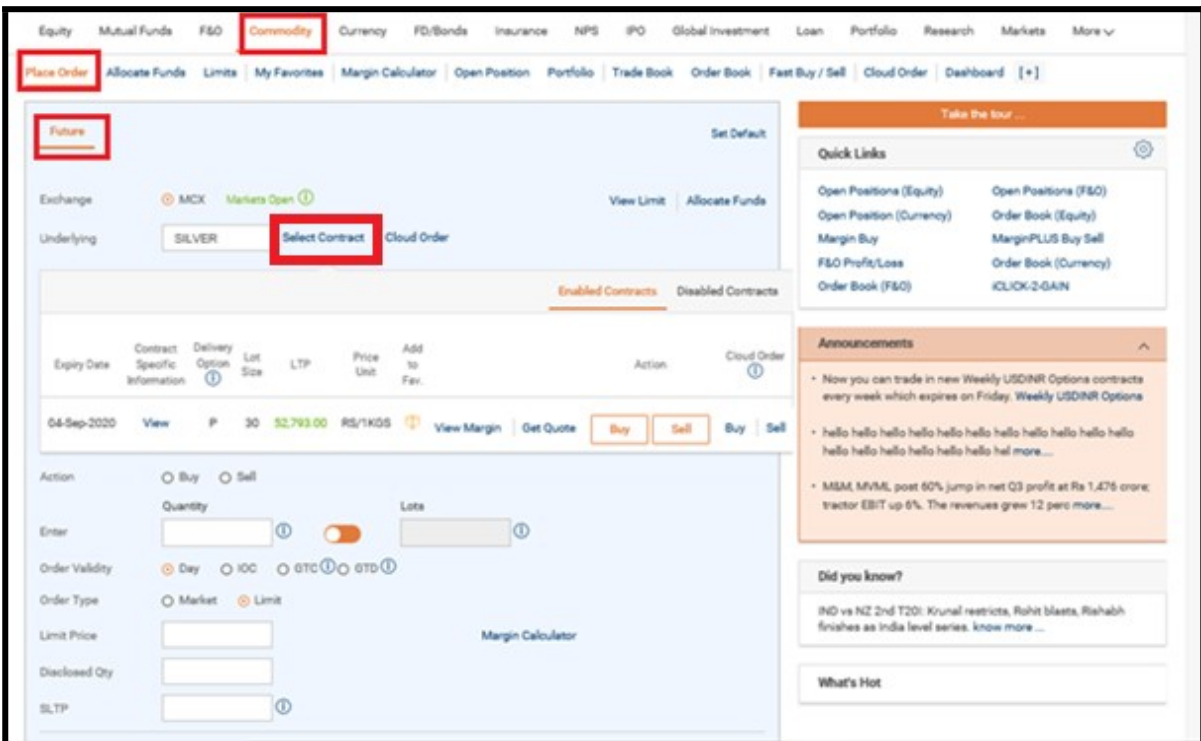 Equity Mutual Funds F&O Commodity Currency FD/Bonds Insurance NPS IPO Global Investment Loan Portfolio Research Markets More
Place Order Allocate Funds Limits My Favorites Margin Calculator Open Position Portfolio Trade Book Order Book Fast Buy / Sell Cloud Order Dashboard [+]
Future Set Default
Exchange MCX Markets Open View Limit Allocate Funds
Underlying SILVER Select Contract Cloud Order
Enabled Contracts Disabled Contracts
Expiry Date Contract Specific Information Delivery Option Lot Size LTP Price Unit Add to Fav. Action Cloud Order
04-Sep-2020 View P 30 52,793.00 RS/1KGS View Margin Get Quote Buy Sell Buy Sell
Action Buy Sell
Quantity Lots
Enter
Order Validity Day IOC GTC GTD
Order Type Market Limit
Limit Price Margin Calculator
Disclosed Qty
SLTP
Take the tour ...
Quick Links
Open Positions (Equity) Open Positions (F&O)
Open Position (Currency) Order Book (Equity)
Margin Buy MarginPLUS Buy Sell
F&O Profit/Loss Order Book (Currency)
Order Book (F&O) iCLICK-2-GAIN
Announcements
Now you can trade in new Weekly USDINR Options contracts
every week which expires on Friday. Weekly USDINR Options
hello hello hello hello hello hello hello hello hello hello hello
hello hello hello hello hello hello hel more....
M&M, MVML post 60% jump in net Q3 profit at Rs 1,476 crore;
tractor EBIT up 6%. The revenues grew 12 perc more....
Did you know?
IND vs NZ 2nd T20I: Krunal restricts, Rohit blasts, Rishabh
finishes as India level series. know more ...
What's Hot